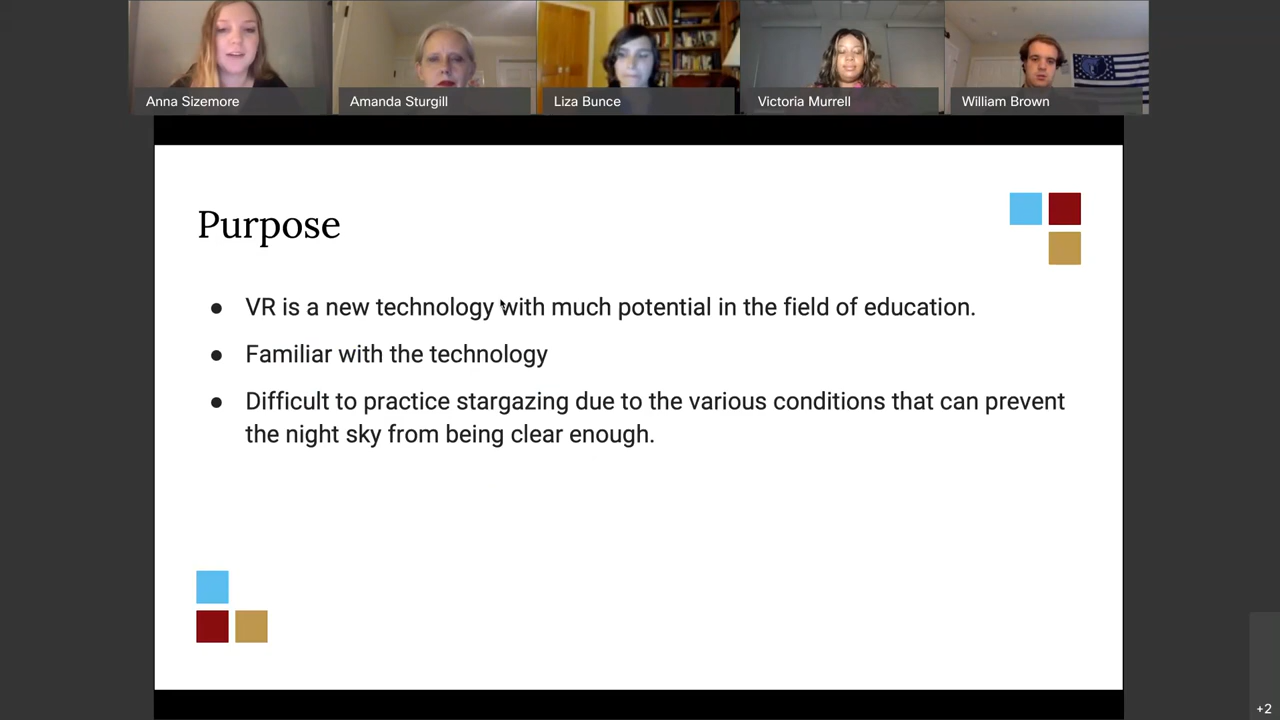 Anna Sizemore
Amanda Sturgill
Liza Bunce
Victoria Murrell
William Brown
Purpose
● VR is a new technology with much potential in the field of education.
● Familiar with the technology
● Difficult to practice stargazing due to the various conditions that can prevent
the night sky from being clear enough.
+2